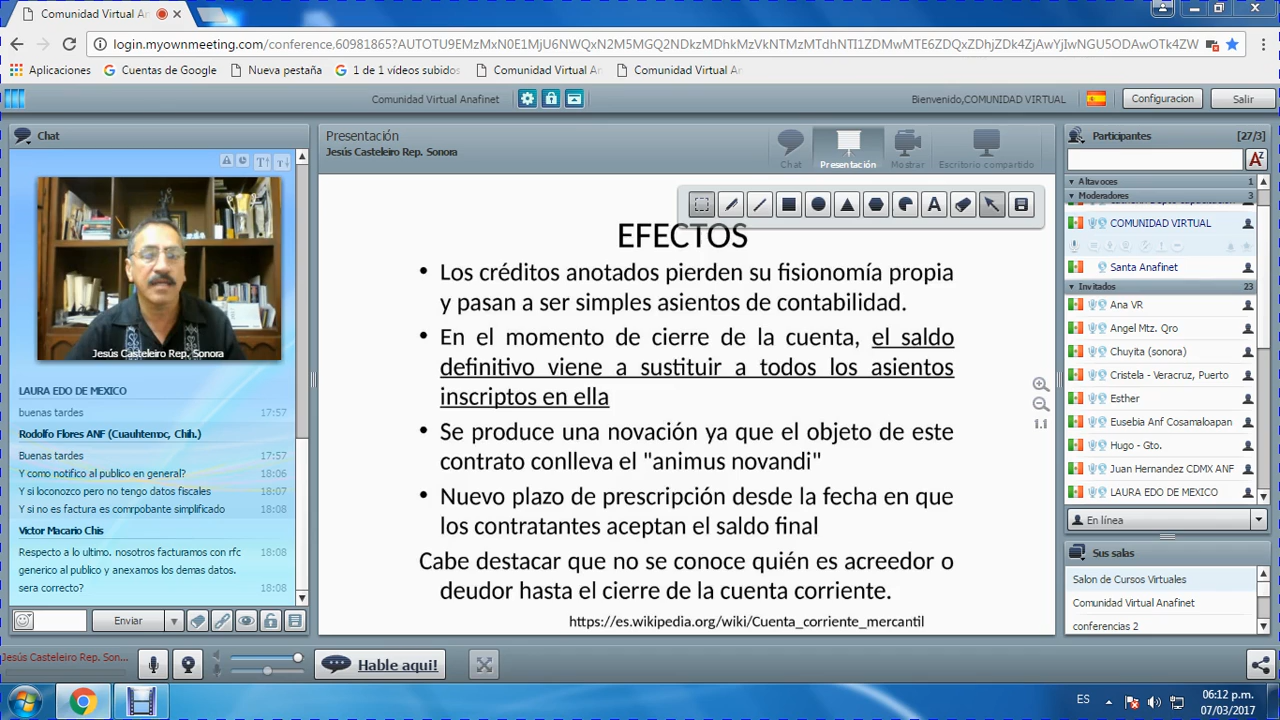 Comunidad Virtual Anaf
login.myownmeeting.com/conference.60981865?
Aplicaciones
Cuentas de Google
Nueva pestaña
1 de 1 vídeos subidos
Comunidad Virtual An
Comunidad Virtual An
Comunidad Virtual Anafinet
Bienvenido,COMUNIDAD VIRTUAL
Configuracion
Salir
Chat
Jesús Casteleiro Rep. Sonora
LAURA EDO DE MEXICO
buenas tardes 17:57
Rodolfo Flores ANF (Cuauhtemoc, Chih.)
Buenas tardes 17:57
Y como notifico al publico en general? 18:06
Y si loconozco pero no tengo datos fiscales 18:07
Y si no es factura es comrpobante simplificado 18:08
Victor Macario Chis
Respecto a lo ultimo. nosotros facturamos con rfc 18:08
generico al publico y anexamos los demas datos.
sera correcto? 18:08
Enviar
Presentación
Jesús Casteleiro Rep. Sonora
Chat
Presentación
Mostrar
Escritorio compartido
EFECTOS
• Los créditos anotados pierden su fisionomía propia
y pasan a ser simples asientos de contabilidad.
• En el momento de cierre de la cuenta, el saldo
definitivo viene a sustituir a todos los asientos
inscriptos en ella
• Se produce una novación ya que el objeto de este
contrato conlleva el "animus novandi"
• Nuevo plazo de prescripción desde la fecha en que
los contratantes aceptan el saldo final
Cabe destacar que no se conoce quién es acreedor o
deudor hasta el cierre de la cuenta corriente.
https://es.wikipedia.org/wiki/Cuenta_corriente_mercantil
1.1
Participantes [27/3]
Altavoces 1
Moderadores 3
COMUNIDAD VIRTUAL
Santa Anafinet
Invitados 23
Ana VR
Angel Mtz. Qro
Chuyita (sonora)
Cristela - Veracruz, Puerto
Esther
Eusebia Anf Cosamaloapan
Hugo - Gto.
Juan Hernandez CDMX ANF
LAURA EDO DE MEXICO
En línea
Sus salas
Salon de Cursos Virtuales
Comunidad Virtual Anafinet
conferencias 2
Jesús Casteleiro Rep. Son...
Hable aqui!
ES
06:12 p.m.
07/03/2017